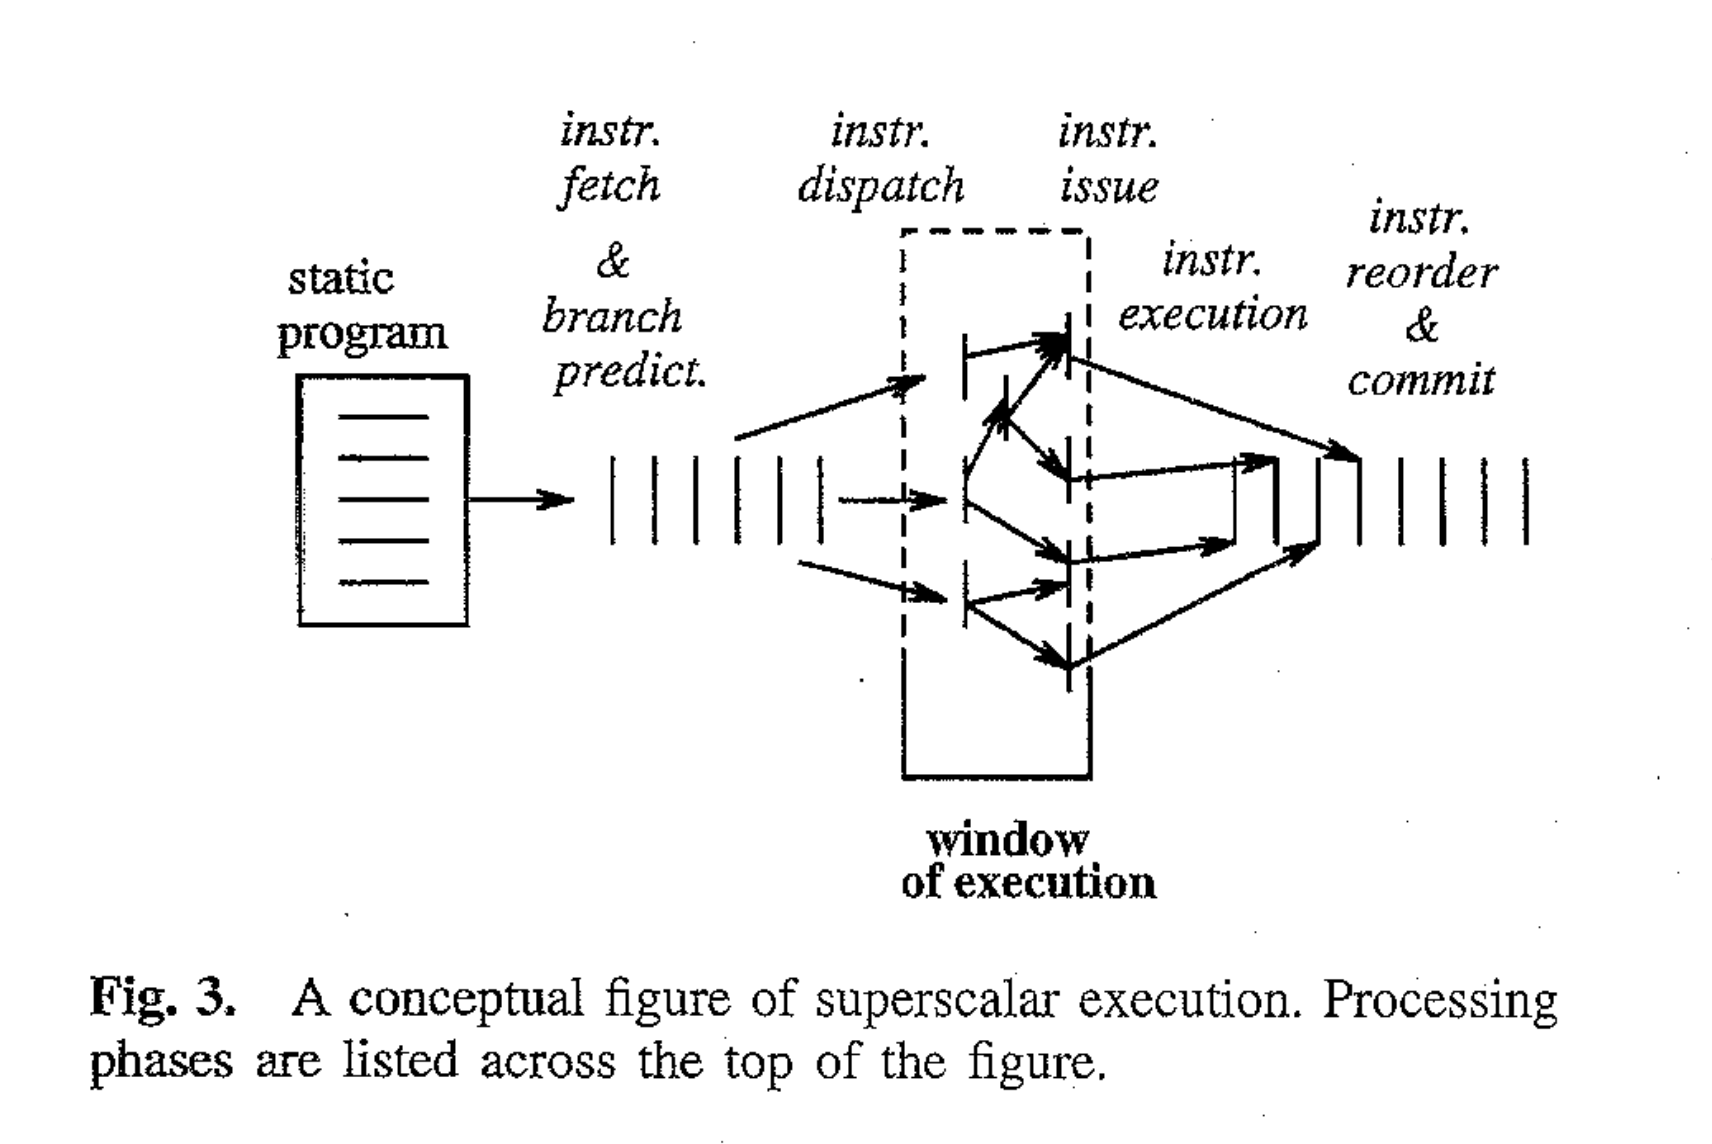 instr.
fetch
&
branch
predict.
instr.
dispatch
instr.
issue
instr.
execution
instr.
reorder
&
commit
static
program
window
of execution
Fig. 3. A conceptual figure of superscalar execution. Processing
phases are listed across the top of the figure.